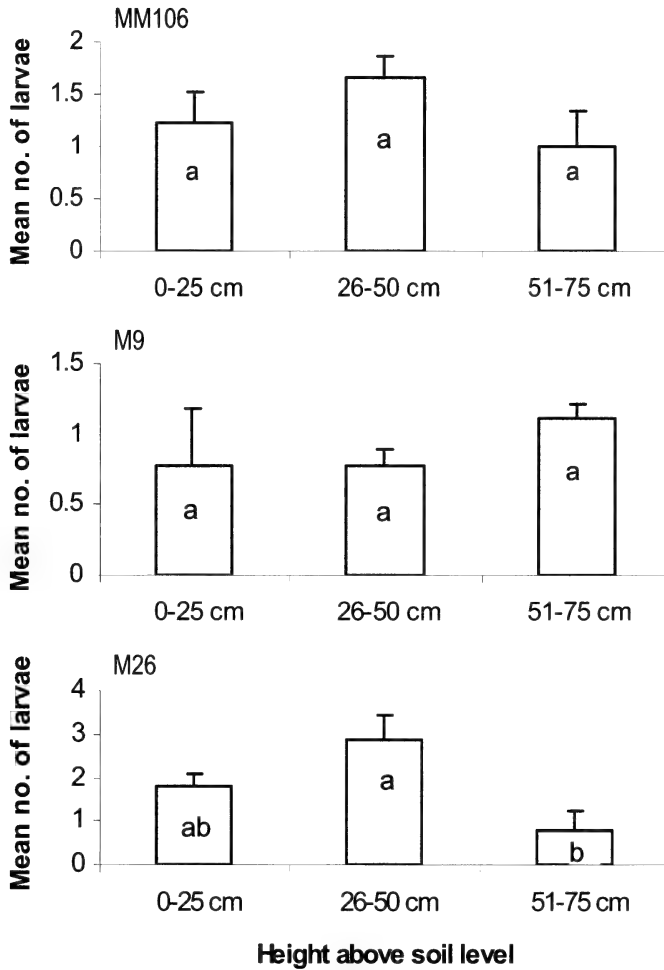 MM106
Mean no. of larvae
2
1.5
1
0.5
0
a
a
a
0-25 cm 26-50 cm 51-75 cm
M9
Mean no. of larvae
1.5
1
0.5
0
a
a
a
0-25 cm 26-50 cm 51-75 cm
M26
Mean no. of larvae
4
3
2
1
0
ab
a
b
0-25 cm 26-50 cm 51-75 cm
Height above soil level